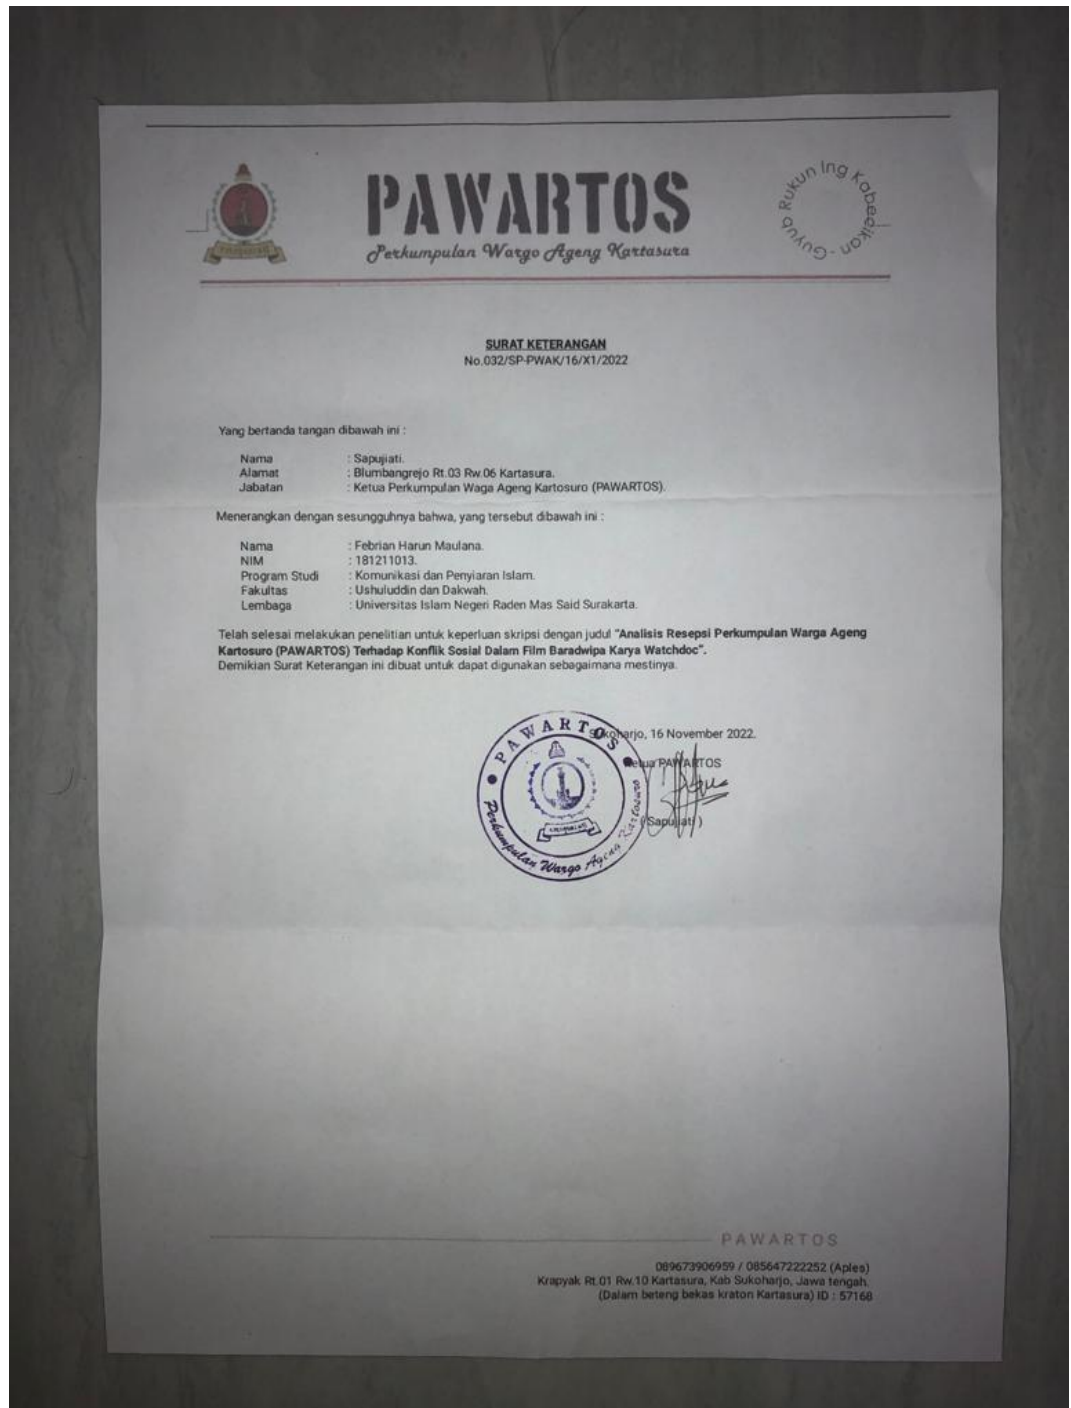 PAWARTOS
Perkumpulan Wargo Ageng Kartasura
Guyub Rukun Ing Kabecikan -
SURAT KETERANGAN
No.032/SP-PWAK/16/X1/2022
Yang bertanda tangan dibawah ini :
Nama : Sapujiati.
Alamat : Blumbangrejo Rt.03 Rw.06 Kartasura.
Jabatan : Ketua Perkumpulan Waga Ageng Kartosuro (PAWARTOS).
Menerangkan dengan sesungguhnya bahwa, yang tersebut dibawah ini :
Nama : Febrian Harun Maulana.
NIM : 181211013.
Program Studi : Komunikasi dan Penyiaran Islam.
Fakultas : Ushuluddin dan Dakwah.
Lembaga : Universitas Islam Negeri Raden Mas Said Surakarta.
Telah selesai melakukan penelitian untuk keperluan skripsi dengan judul "Analisis Resepsi Perkumpulan Warga Ageng
Kartosuro (PAWARTOS) Terhadap Konflik Sosial Dalam Film Baradwipa Karya Watchdoc".
Demikian Surat Keterangan ini dibuat untuk dapat digunakan sebagaimana mestinya.
Sukoharjo, 16 November 2022.
Ketua PAWARTOS
(Sapujiati )
PAWARTOS
Perkumpulan Wargo Ageng Kartosuro
PAWARTOS
089673906959 / 085647222252 (Aples)
Krapyak Rt.01 Rw.10 Kartasura, Kab Sukoharjo, Jawa tengah.
(Dalam beteng bekas kraton Kartasura) ID : 57168